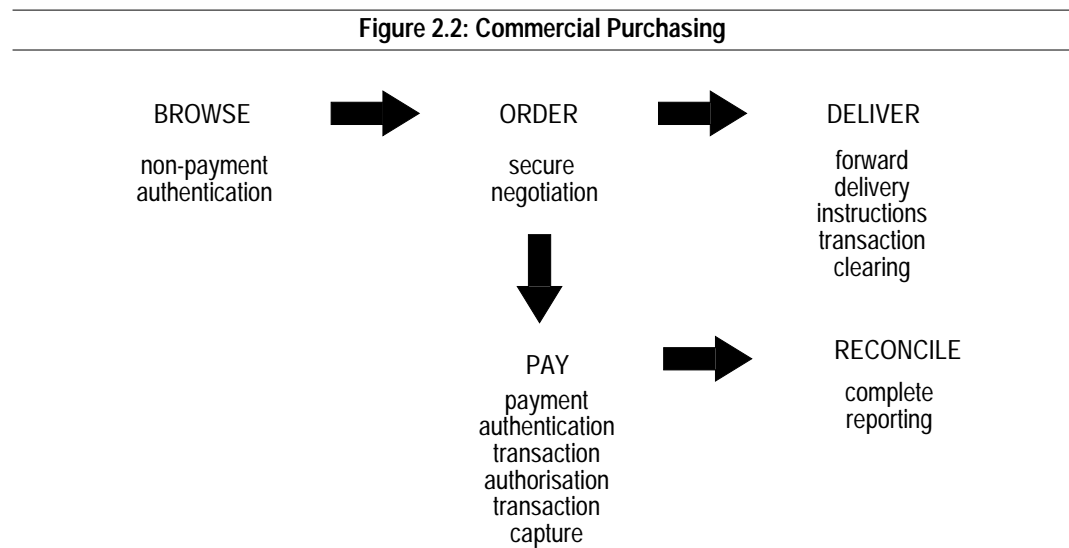 Figure 2.2: Commercial Purchasing
BROWSE
non-payment
authentication
ORDER
secure
negotiation
DELIVER
forward
delivery
instructions
transaction
clearing
PAY
payment
authentication
transaction
authorisation
transaction
capture
RECONCILE
complete
reporting